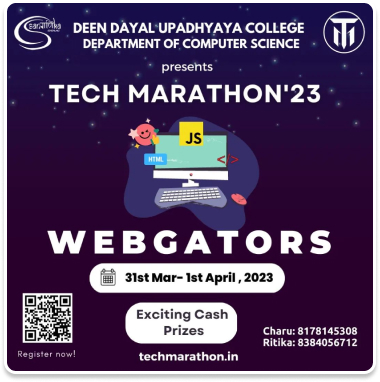 DEEN DAYAL UPADHYAYA COLLEGE
DEPARTMENT OF COMPUTER SCIENCE
presents
TECH MARATHON'23
JS
HTML
<>
WEBGATORS
31st Mar- 1st April , 2023
Exciting Cash
Prizes
Charu: 8178145308
Ritika: 8384056712
Register now!
techmarathon.in